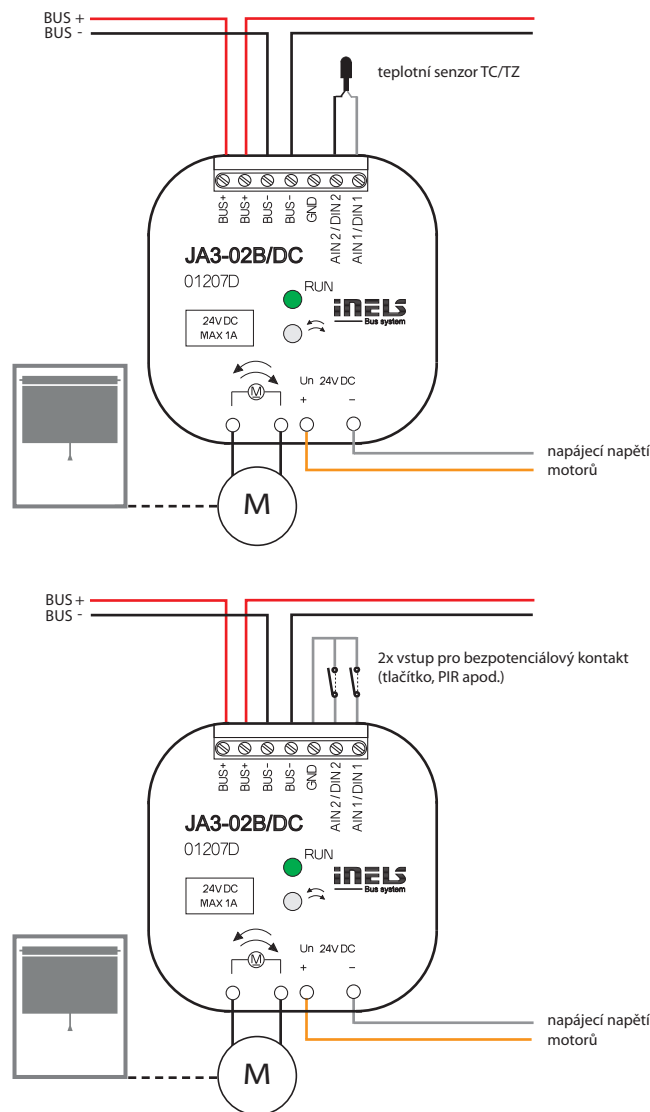 BUS +
BUS -
teplotní senzor TC/TZ
BUS+
BUS+
BUS-
BUS-
GND
AIN 2 / DIN 2
AIN 1 / DIN 1
JA3-02B/DC
01207D
RUN
iNELS
Bus system
24V DC
MAX 1A
M
Un 24V DC
+ -
M
napájecí napětí
motorů
BUS +
BUS -
2x vstup pro bezpotenciálový kontakt
(tlačítko, PIR apod.)
BUS+
BUS+
BUS-
BUS-
GND
AIN 2 / DIN 2
AIN 1 / DIN 1
JA3-02B/DC
01207D
RUN
iNELS
Bus system
24V DC
MAX 1A
M
Un 24V DC
+ -
M
napájecí napětí
motorů